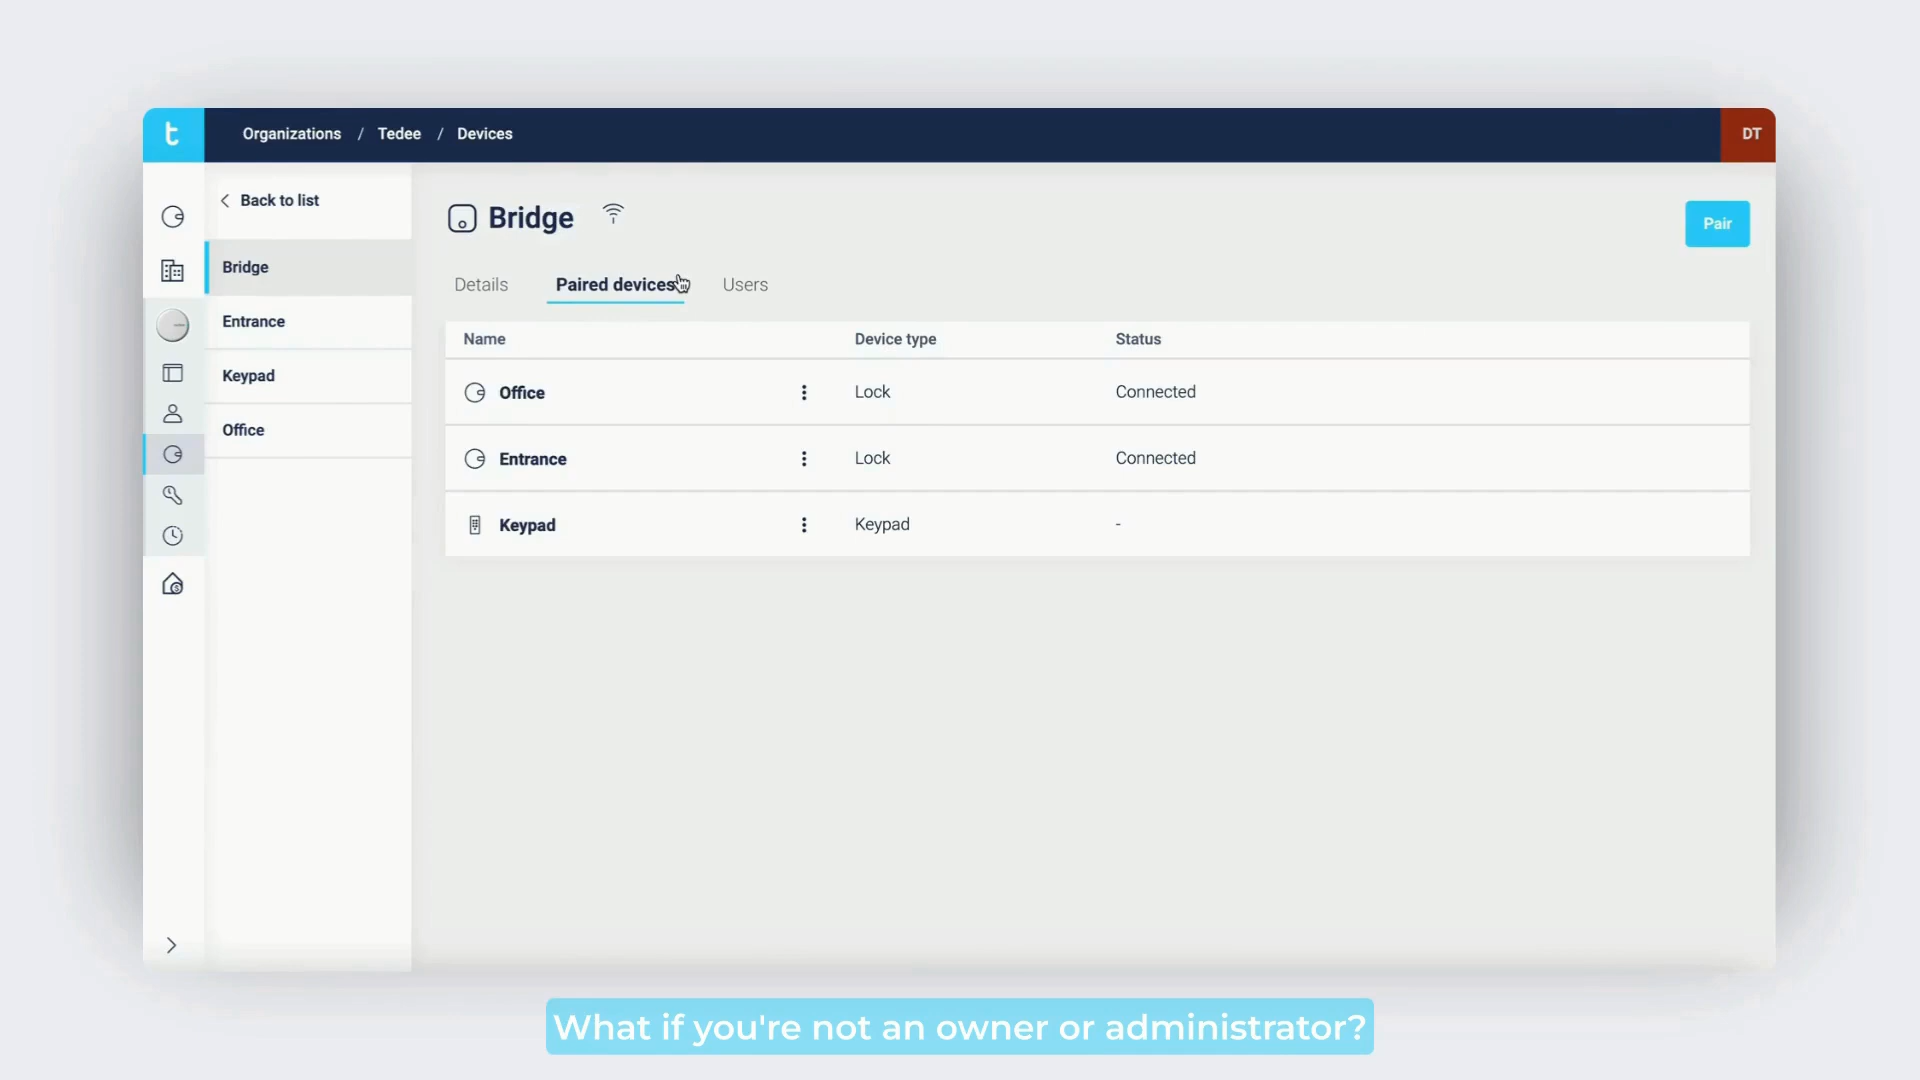 t
Organizations / Tedee / Devices
DT
Back to list
Bridge
Entrance
Keypad
Office
Bridge
Pair
Details
Paired devices
Users
Name Device type Status
Office Lock Connected
Entrance Lock Connected
Keypad Keypad -
What if you're not an owner or administrator?